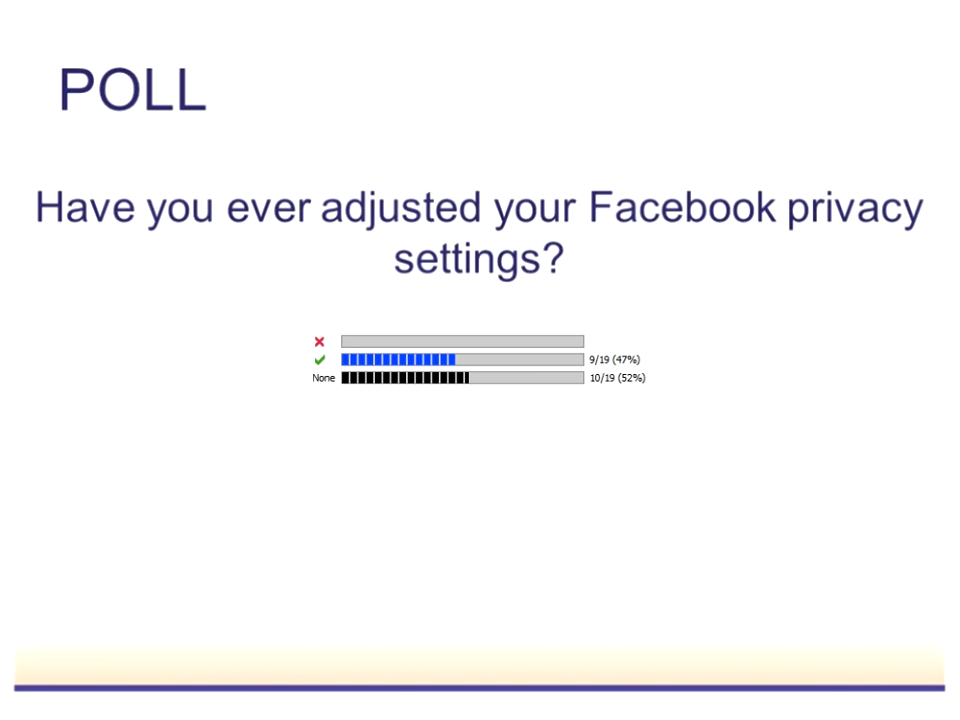 POLL
Have you ever adjusted your Facebook privacy
settings?
9/19 (47%)
None 10/19 (52%)